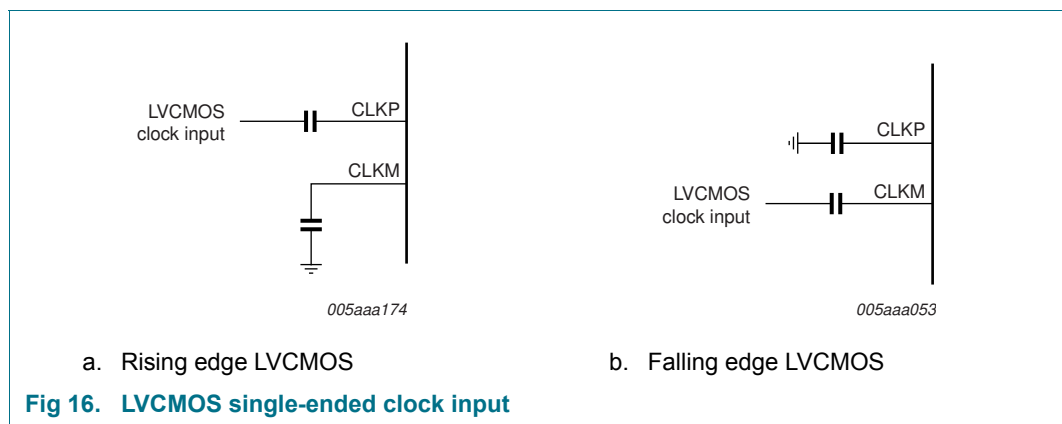 LVCMOS
clock input
CLKP
CLKM
005aaa174
CLKP
LVCMOS
clock input
CLKM
005aaa053
a. Rising edge LVCMOS
b. Falling edge LVCMOS
Fig 16. LVCMOS single-ended clock input